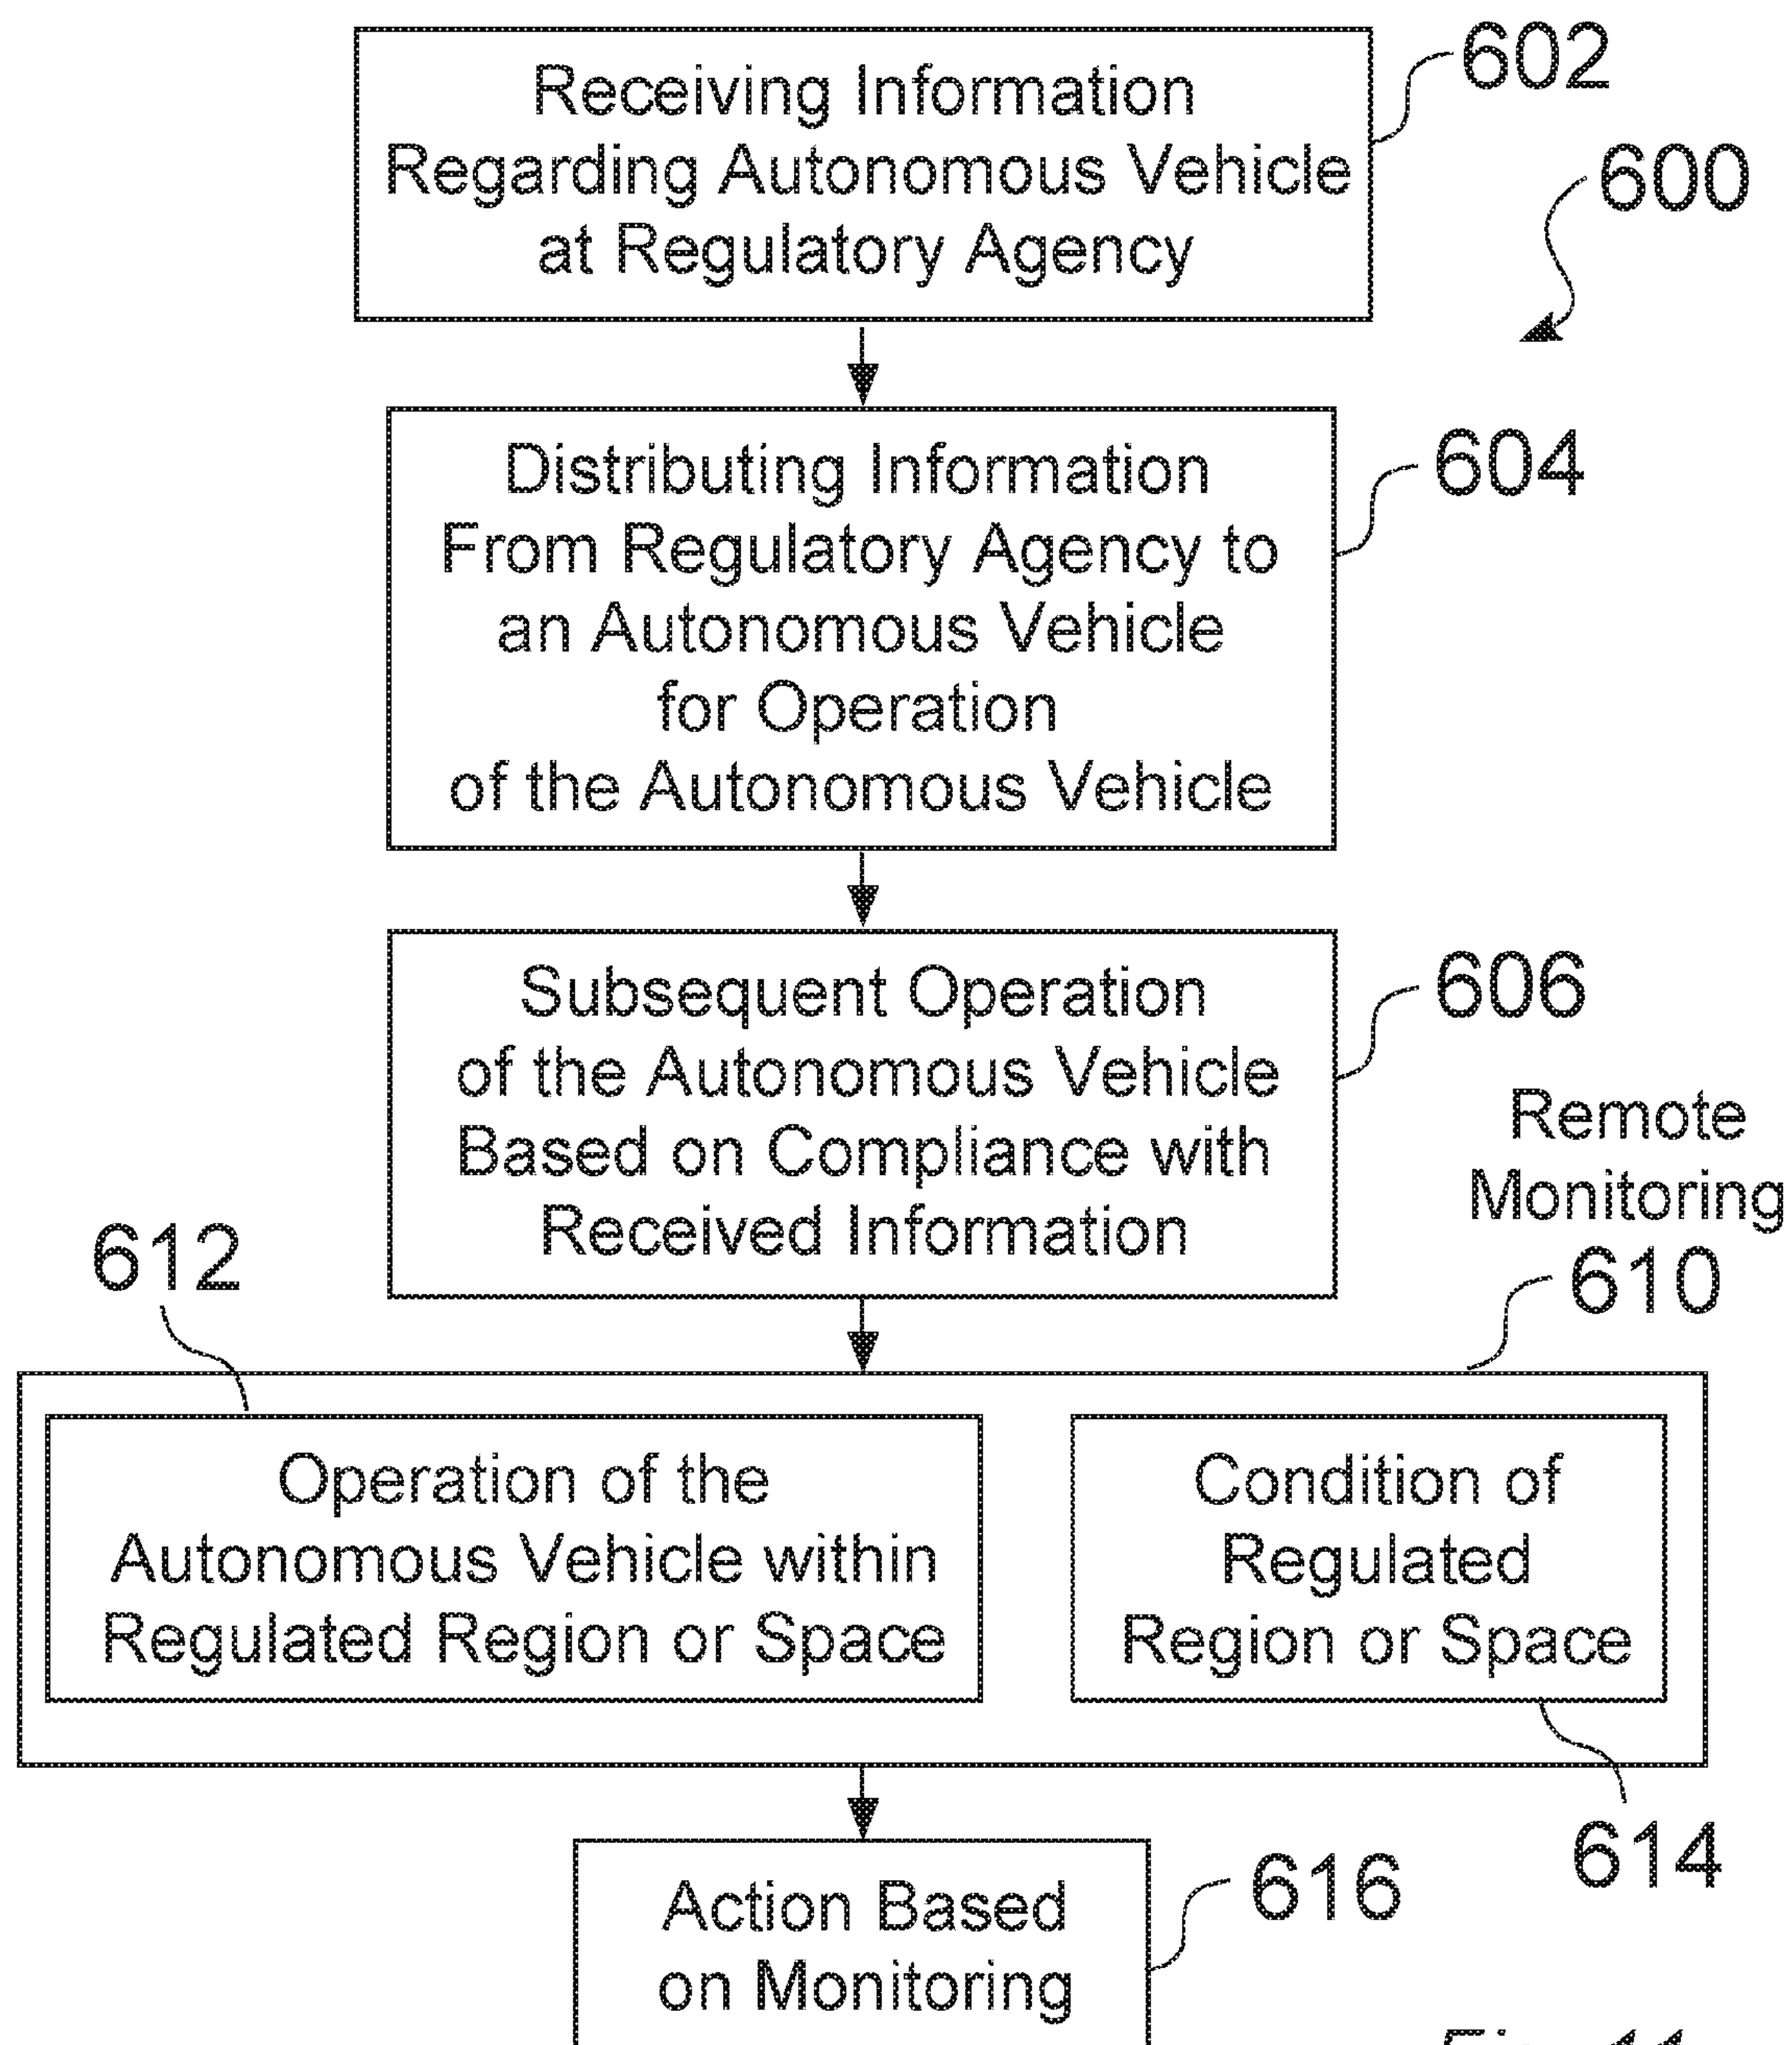 Receiving Information
Regarding Autonomous Vehicle
at Regulatory Agency
602
600
Distributing Information
From Regulatory Agency to
an Autonomous Vehicle
for Operation
of the Autonomous Vehicle
604
Subsequent Operation
of the Autonomous Vehicle
Based on Compliance with
Received Information
606
Remote
Monitoring
610
612
Operation of the
Autonomous Vehicle within
Regulated Region or Space
Condition of
Regulated
Region or Space
614
Action Based
on Monitoring
616